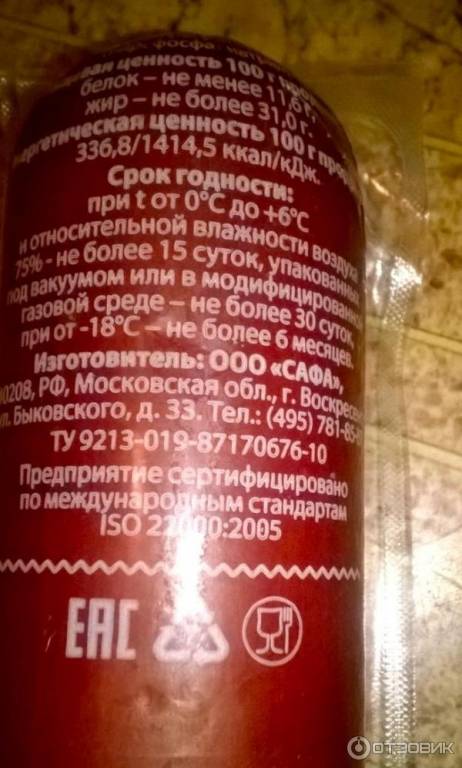 фосфа
ценность 100 г
белок – не менее 11,6 г,
жир – не более 31,0 г.
ценность 100 г
336,8/1414,5 ккал/кДж.
Срок годности:
при t от 0°С до +6°С
и относительной влажности воздуха
75% - не более 15 суток, упакованных
под вакуумом или в
газовой среде – не более 30 суток,
при от -18°С – не более 6 месяцев.
Изготовитель: ООО «САФА»,
0208, РФ, Московская обл., г. Воскресен
Быковского, д. 33. Тел.: (495) 781-85-
ТУ 9213-019-87170676-10
Предприятие сертифицировано
по международным стандартам
ISO 22000:2005
EAC
ОТЗОВИК